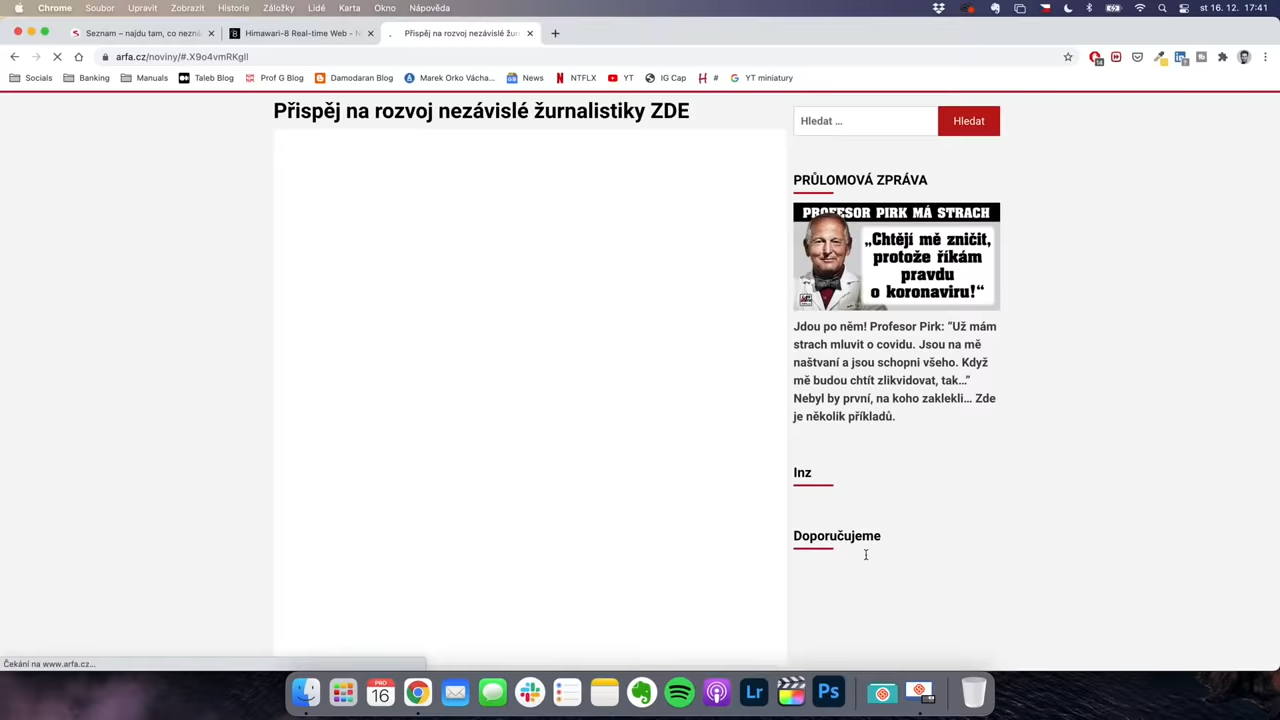 Chrome Soubor Upravit Zobrazit Historie Záložky Lidé Karta Okno Nápověda st 16. 12. 17:41
Seznam – najdu tam, co nezná
Himawari-8 Real-time Web - N
Přispěj na rozvoj nezávislé žur
arfa.cz/noviny/#.X9o4vmRKgII
Socials Banking Manuals Taleb Blog Prof G Blog Damodaran Blog Marek Orko Vácha... News NTFLX YT IG Cap # YT miniatury
Přispěj na rozvoj nezávislé žurnalistiky ZDE
Hledat …
Hledat
PRŮLOMOVÁ ZPRÁVA
PROFESOR PIRK MÁ STRACH
„Chtějí mě zničit,
protože říkám
pravdu
o koronaviru!“
Jdou po něm! Profesor Pirk: “Už mám
strach mluvit o covidu. Jsou na mě
naštvaní a jsou schopni všeho. Když
mě budou chtít zlikvidovat, tak…”
Nebyl by první, na koho zaklekli… Zde
je několik příkladů.
Inz
Doporučujeme
Čekání na www.arfa.cz...
PRO
16
Lr
Ps